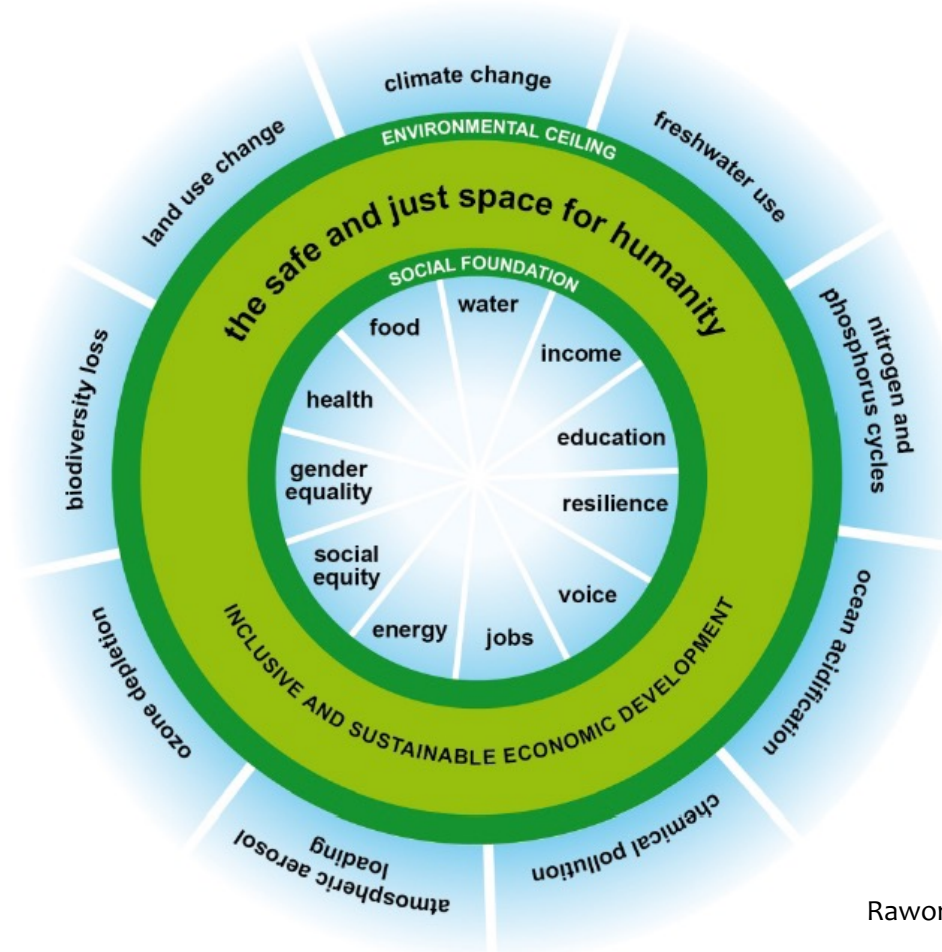 climate change
freshwater use
nitrogen and
phosphorus cycles
ocean acidification
chemical pollution
atmospheric aerosol
loading
ozone depletion
biodiversity loss
land use change
ENVIRONMENTAL CEILING
the safe and just space for humanity
SOCIAL FOUNDATION
water
income
education
resilience
voice
jobs
energy
social
equity
gender
equality
health
food
INCLUSIVE AND SUSTAINABLE ECONOMIC DEVELOPMENT